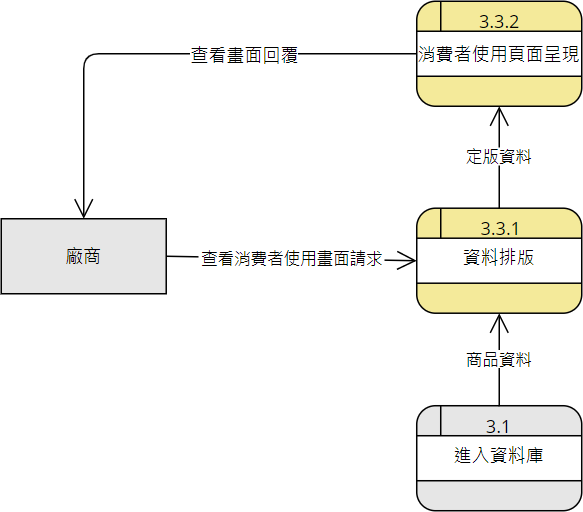 3.3.2
消費者使用頁面呈現
查看畫面回覆
定版資料
3.3.1
資料排版
廠商
查看消費者使用畫面請求
商品資料
3.1
進入資料庫